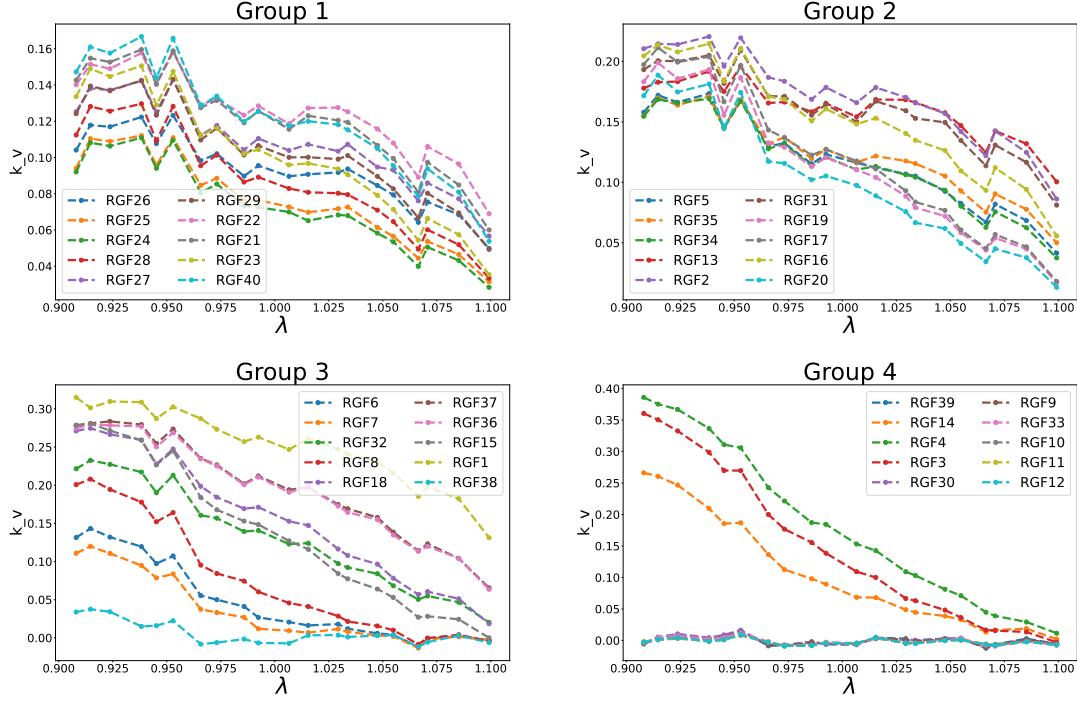 Group 1
k_v
0.16
0.14
0.12
0.10
0.08
0.06
0.04
RGF26
RGF25
RGF24
RGF28
RGF27
RGF29
RGF22
RGF21
RGF23
RGF40
0.900 0.925 0.950 0.975 1.000 1.025 1.050 1.075 1.100
λ
Group 2
k_v
0.20
0.15
0.10
0.05
RGF5
RGF35
RGF34
RGF13
RGF2
RGF31
RGF19
RGF17
RGF16
RGF20
0.900 0.925 0.950 0.975 1.000 1.025 1.050 1.075 1.100
λ
Group 3
k_v
0.30
0.25
0.20
0.15
0.10
0.05
0.00
RGF6
RGF7
RGF32
RGF8
RGF18
RGF37
RGF36
RGF15
RGF1
RGF38
0.900 0.925 0.950 0.975 1.000 1.025 1.050 1.075 1.100
λ
Group 4
k_v
0.40
0.35
0.30
0.25
0.20
0.15
0.10
0.05
0.00
RGF39
RGF14
RGF4
RGF3
RGF30
RGF9
RGF33
RGF10
RGF11
RGF12
0.900 0.925 0.950 0.975 1.000 1.025 1.050 1.075 1.100
λ